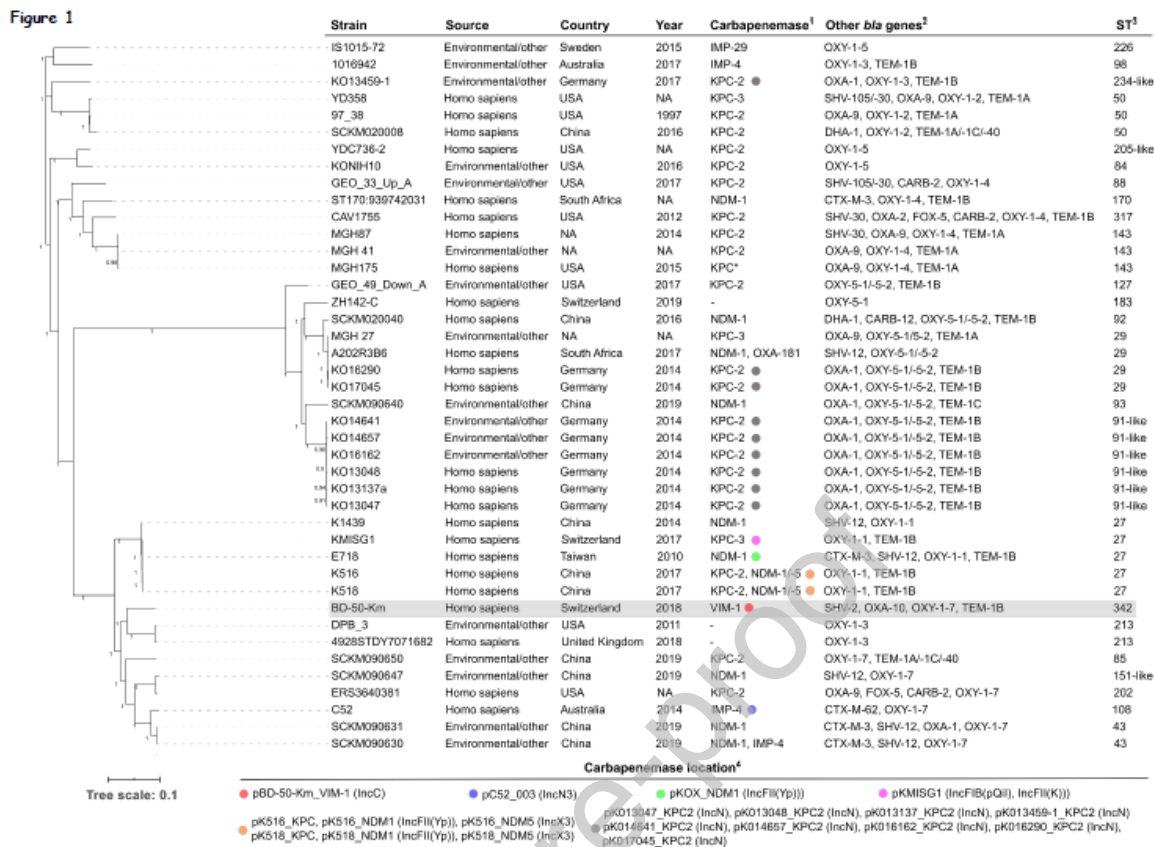 Figure 1
Strain Source Country Year Carbapenemase¹ Other bla genes² ST³
IS1015-72 Environmental/other Sweden 2015 IMP-29 OXY-1-5 226
1016942 Environmental/other Australia 2017 IMP-4 OXY-1-3, TEM-1B 98
KO13459-1 Environmental/other Germany 2017 KPC-2 OXA-1, OXY-1-3, TEM-1B 234-like
YD358 Homo sapiens USA NA KPC-3 SHV-105/-30, OXA-9, OXY-1-2, TEM-1A 50
97_38 Homo sapiens USA 1997 KPC-2 OXA-9, OXY-1-2, TEM-1A 50
SCKM020008 Homo sapiens China 2016 KPC-2 DHA-1, OXY-1-2, TEM-1A/-1C/-40 50
YDC736-2 Homo sapiens USA NA KPC-2 OXY-1-5 205-like
KONIH10 Environmental/other USA 2016 KPC-2 OXY-1-5 84
GEO_33_Up_A Environmental/other USA 2017 KPC-2 SHV-105/-30, CARB-2, OXY-1-4 88
ST170:939742031 Homo sapiens South Africa NA NDM-1 CTX-M-3, OXY-1-4, TEM-1B 170
CAV1755 Homo sapiens USA 2012 KPC-2 SHV-30, OXA-2, FOX-5, CARB-2, OXY-1-4, TEM-1B 317
MGH87 Homo sapiens NA 2014 KPC-2 SHV-30, OXA-9, OXY-1-4, TEM-1A 143
MGH 41 Environmental/other NA NA KPC-2 OXA-9, OXY-1-4, TEM-1A 143
MGH175 Homo sapiens USA 2015 KPC* OXA-9, OXY-1-4, TEM-1A 143
GEO_49_Down_A Environmental/other USA 2017 KPC-2 OXY-5-1/-5-2, TEM-1B 127
ZH142-C Homo sapiens Switzerland 2019 - OXY-5-1 183
SCKM020040 Homo sapiens China 2016 NDM-1 DHA-1, CARB-12, OXY-5-1/-5-2, TEM-1B 92
MGH 27 Environmental/other NA NA KPC-3 OXA-9, OXY-5-1/5-2, TEM-1A 29
A202R3B6 Homo sapiens South Africa 2017 NDM-1, OXA-181 SHV-12, OXY-5-1/-5-2 29
KO16290 Homo sapiens Germany 2014 KPC-2 OXA-1, OXY-5-1/-5-2, TEM-1B 29
KO17045 Homo sapiens Germany 2014 KPC-2 OXA-1, OXY-5-1/-5-2, TEM-1B 29
SCKM090640 Environmental/other China 2019 NDM-1 OXA-1, OXY-5-1/-5-2, TEM-1C 93
KO14641 Environmental/other Germany 2014 KPC-2 OXA-1, OXY-5-1/-5-2, TEM-1B 91-like
KO14657 Environmental/other Germany 2014 KPC-2 OXA-1, OXY-5-1/-5-2, TEM-1B 91-like
KO16162 Environmental/other Germany 2014 KPC-2 OXA-1, OXY-5-1/-5-2, TEM-1B 91-like
KO13048 Homo sapiens Germany 2014 KPC-2 OXA-1, OXY-5-1/-5-2, TEM-1B 91-like
KO13137a Homo sapiens Germany 2014 KPC-2 OXA-1, OXY-5-1/-5-2, TEM-1B 91-like
KO13047 Homo sapiens Germany 2014 KPC-2 OXA-1, OXY-5-1/-5-2, TEM-1B 91-like
K1439 Homo sapiens China 2014 NDM-1 SHV-12, OXY-1-1 27
KMISG1 Homo sapiens Switzerland 2017 KPC-3 OXY-1-1, TEM-1B 27
E718 Homo sapiens Taiwan 2010 NDM-1 CTX-M-3, SHV-12, OXY-1-1, TEM-1B 27
K516 Homo sapiens China 2017 KPC-2, NDM-1/-5 OXY-1-1, TEM-1B 27
K518 Homo sapiens China 2017 KPC-2, NDM-1/-5 OXY-1-1, TEM-1B 27
BD-50-Km Homo sapiens Switzerland 2018 VIM-1 SHV-2, OXA-10, OXY-1-7, TEM-1B 342
DPB_3 Environmental/other USA 2011 - OXY-1-3 213
4928STDY7071682 Homo sapiens United Kingdom 2018 - OXY-1-3 213
SCKM090650 Environmental/other China 2019 KPC-2 OXY-1-7, TEM-1A/-1C/-40 85
SCKM090647 Environmental/other China 2019 NDM-1 SHV-12, OXY-1-7 151-like
ERS3640381 Homo sapiens USA NA KPC-2 OXA-9, FOX-5, CARB-2, OXY-1-7 202
C52 Homo sapiens Australia 2014 IMP-4 CTX-M-62, OXY-1-7 108
SCKM090631 Environmental/other China 2019 NDM-1 CTX-M-3, SHV-12, OXA-1, OXY-1-7 43
SCKM090630 Environmental/other China 2019 NDM-1, IMP-4 CTX-M-3, SHV-12, OXY-1-7 43
Carbapenemase location⁴
Tree scale: 0.1
pBD-50-Km_VIM-1 (IncC) pC52_003 (IncN3) pKOX_NDM1 (IncFII(Yp))) pKMISG1 (IncFIB(pQil), IncFII(K)))
pK516_KPC, pK516_NDM1 (IncFII(Yp)), pK516_NDM5 (IncX3)
pK518_KPC, pK518_NDM1 (IncFII(Yp)), pK518_NDM5 (IncX3)
pK013047_KPC2 (IncN), pK013048_KPC2 (IncN), pK013137_KPC2 (IncN), pK013459-1_KPC2 (IncN)
pK014641_KPC2 (IncN), pK014657_KPC2 (IncN), pK016162_KPC2 (IncN), pK016290_KPC2 (IncN),
pK017045_KPC2 (IncN)